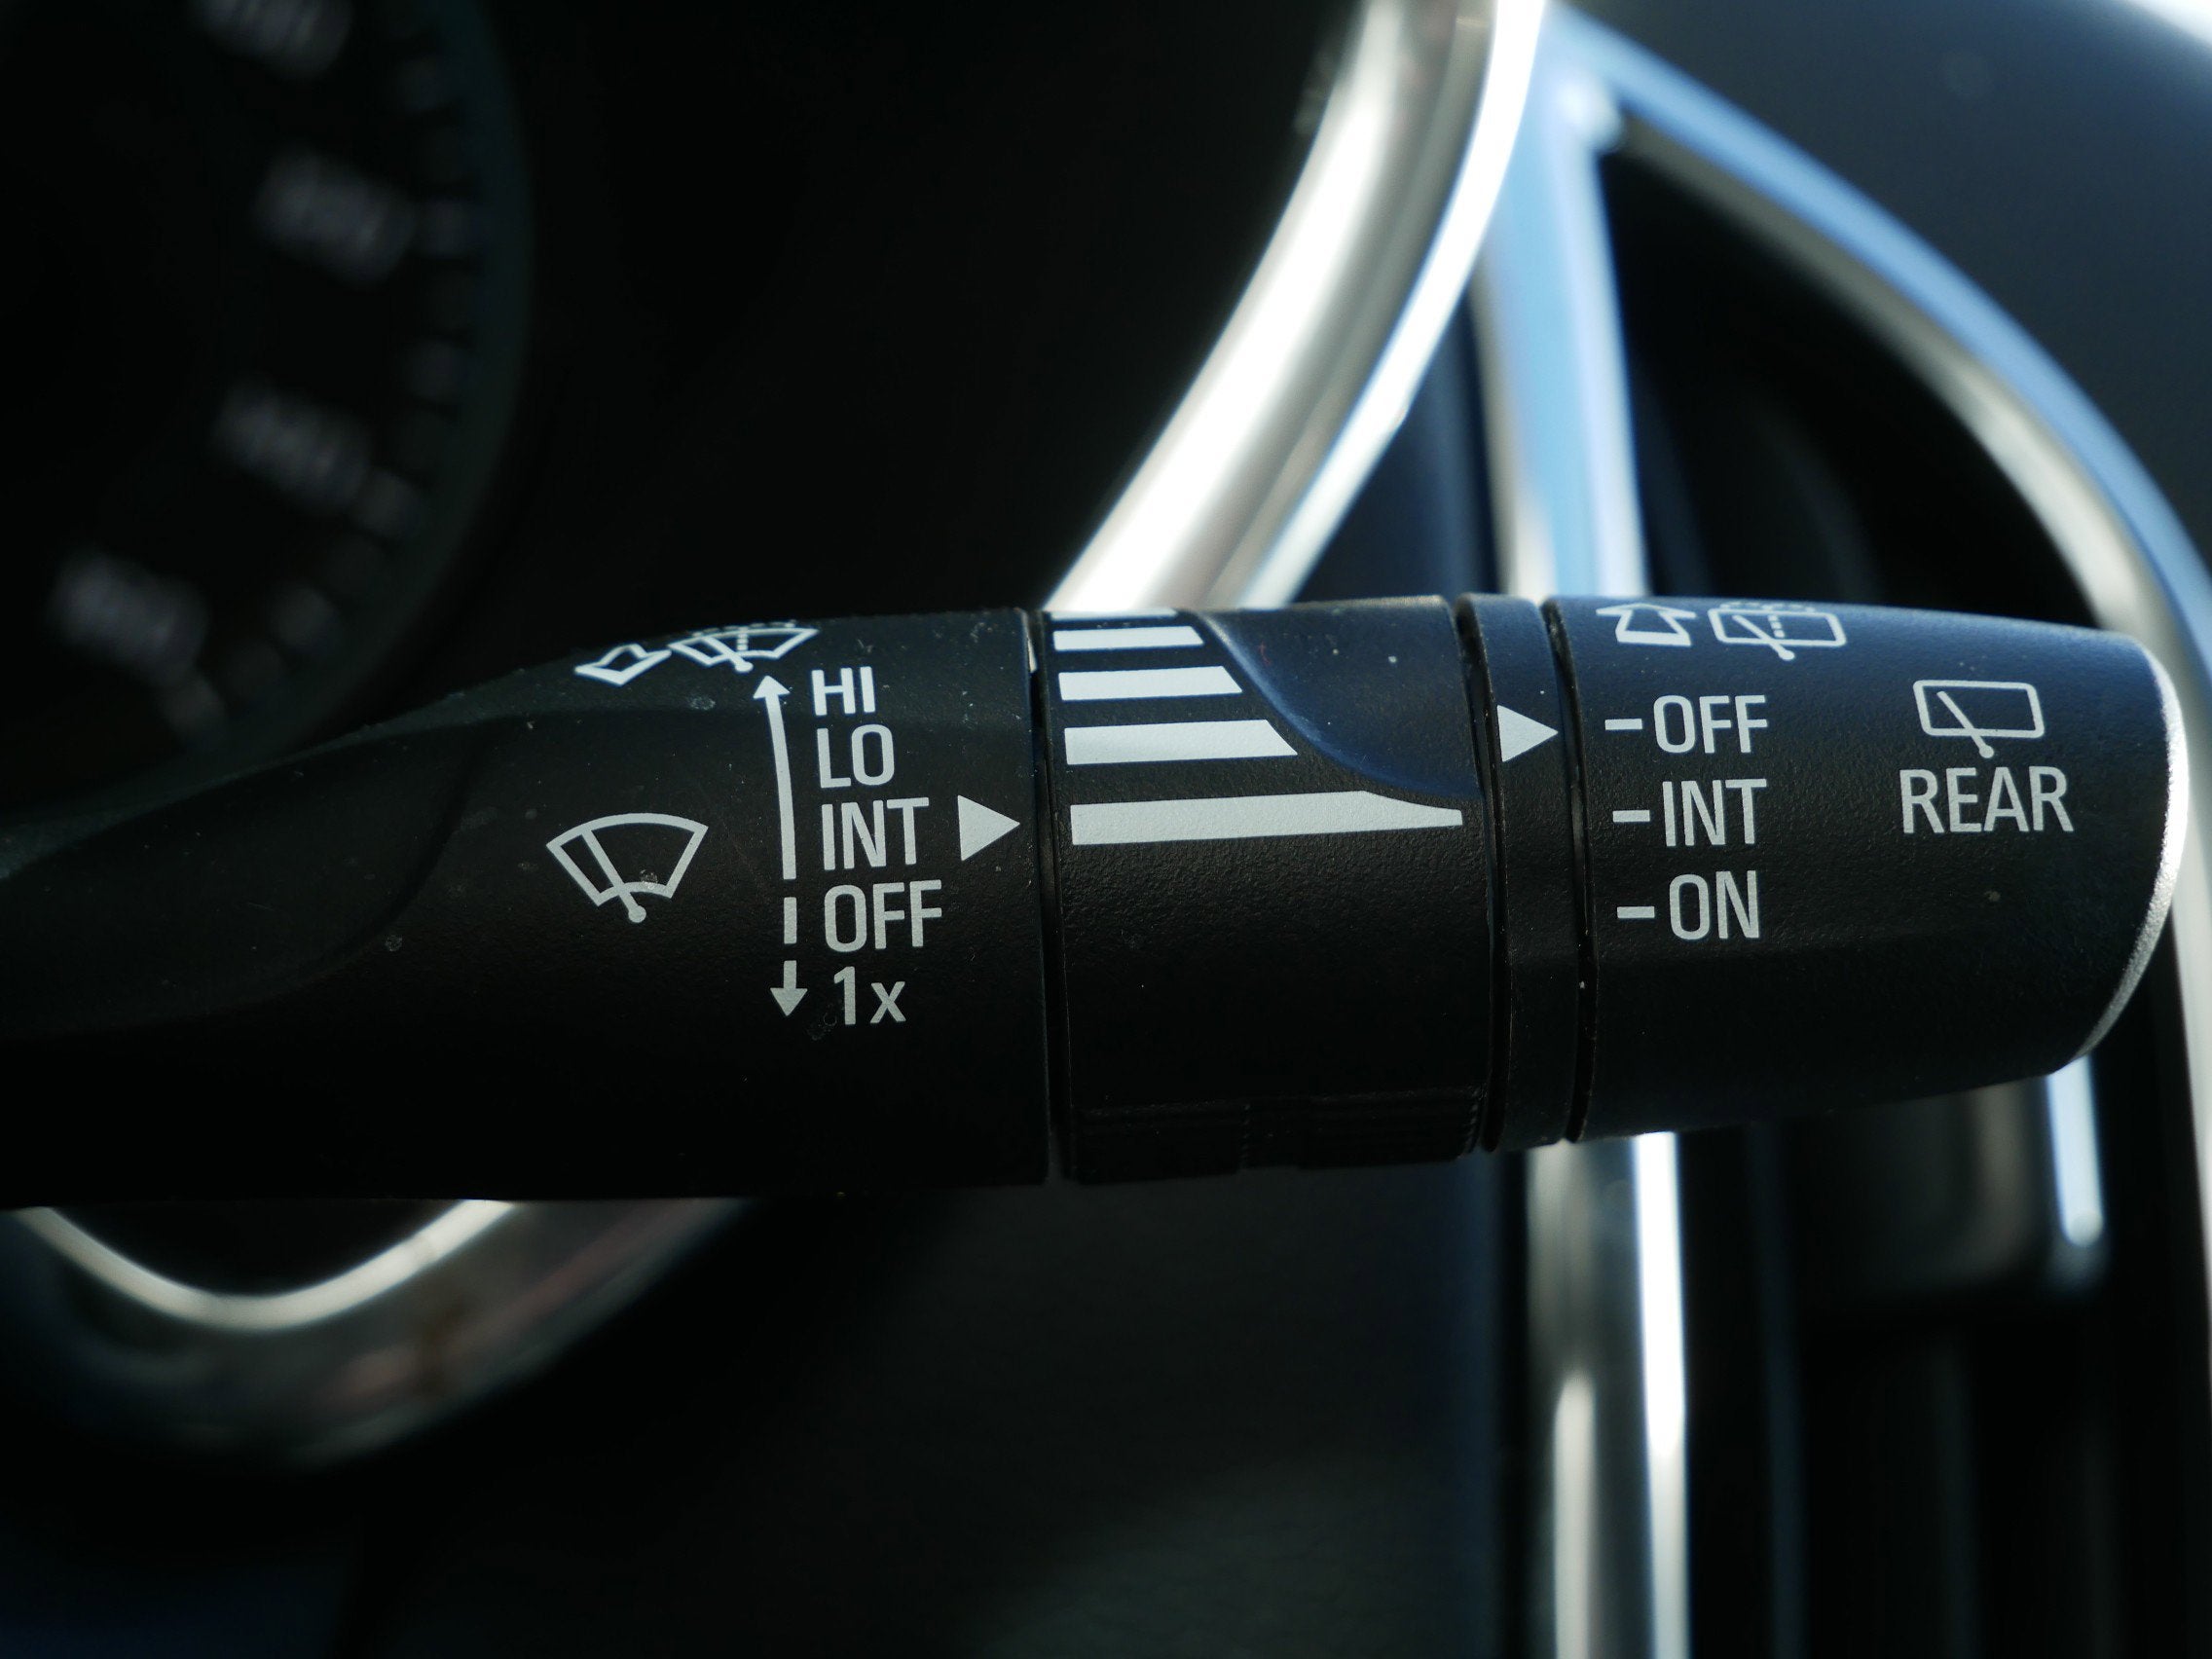 HI
LO
INT
OFF
1x
-OFF
-INT
-ON
REAR